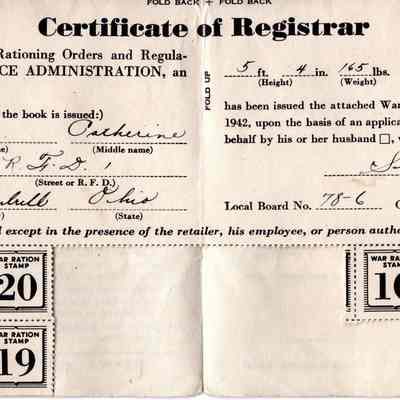 FOLD BACK + FOLD BACK
Certificate of Registrar
Rationing Orders and Regula-
CE ADMINISTRATION, an
FOLD UP
5 ft. 4 in. 165 lbs.
(Height) (Weight)
the book is issued:)
has been issued the attached War
Catherine
1942, upon the basis of an applica
(Middle name)
behalf by his or her husband □,
R. F. D. 1
(Street or R. F. D.)
Ohio
(State)
Local Board No. 78-6
d except in the presence of the retailer, his employee, or person autho
WAR RATION
STAMP
20
WAR RATION
STAMP
19
WAR RATION
STAMP
1